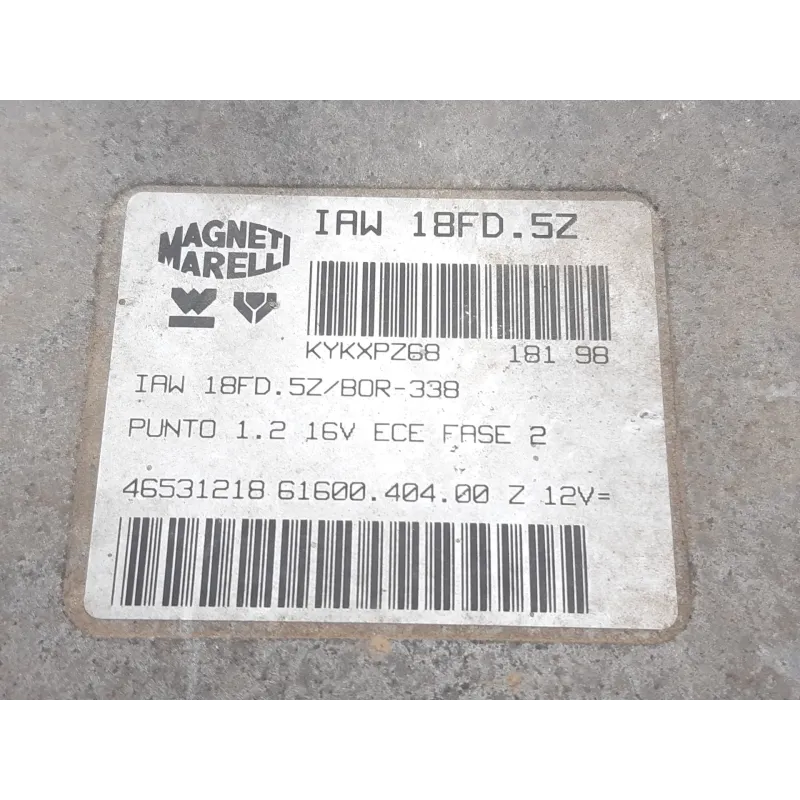 MAGNETI
MARELLI
IAW 18FD.5Z
KYKXPZ68 181 98
IAW 18FD.5Z/BOR-338
PUNTO 1.2 16V ECE FASE 2
46531218 61600.404.00 Z 12V=